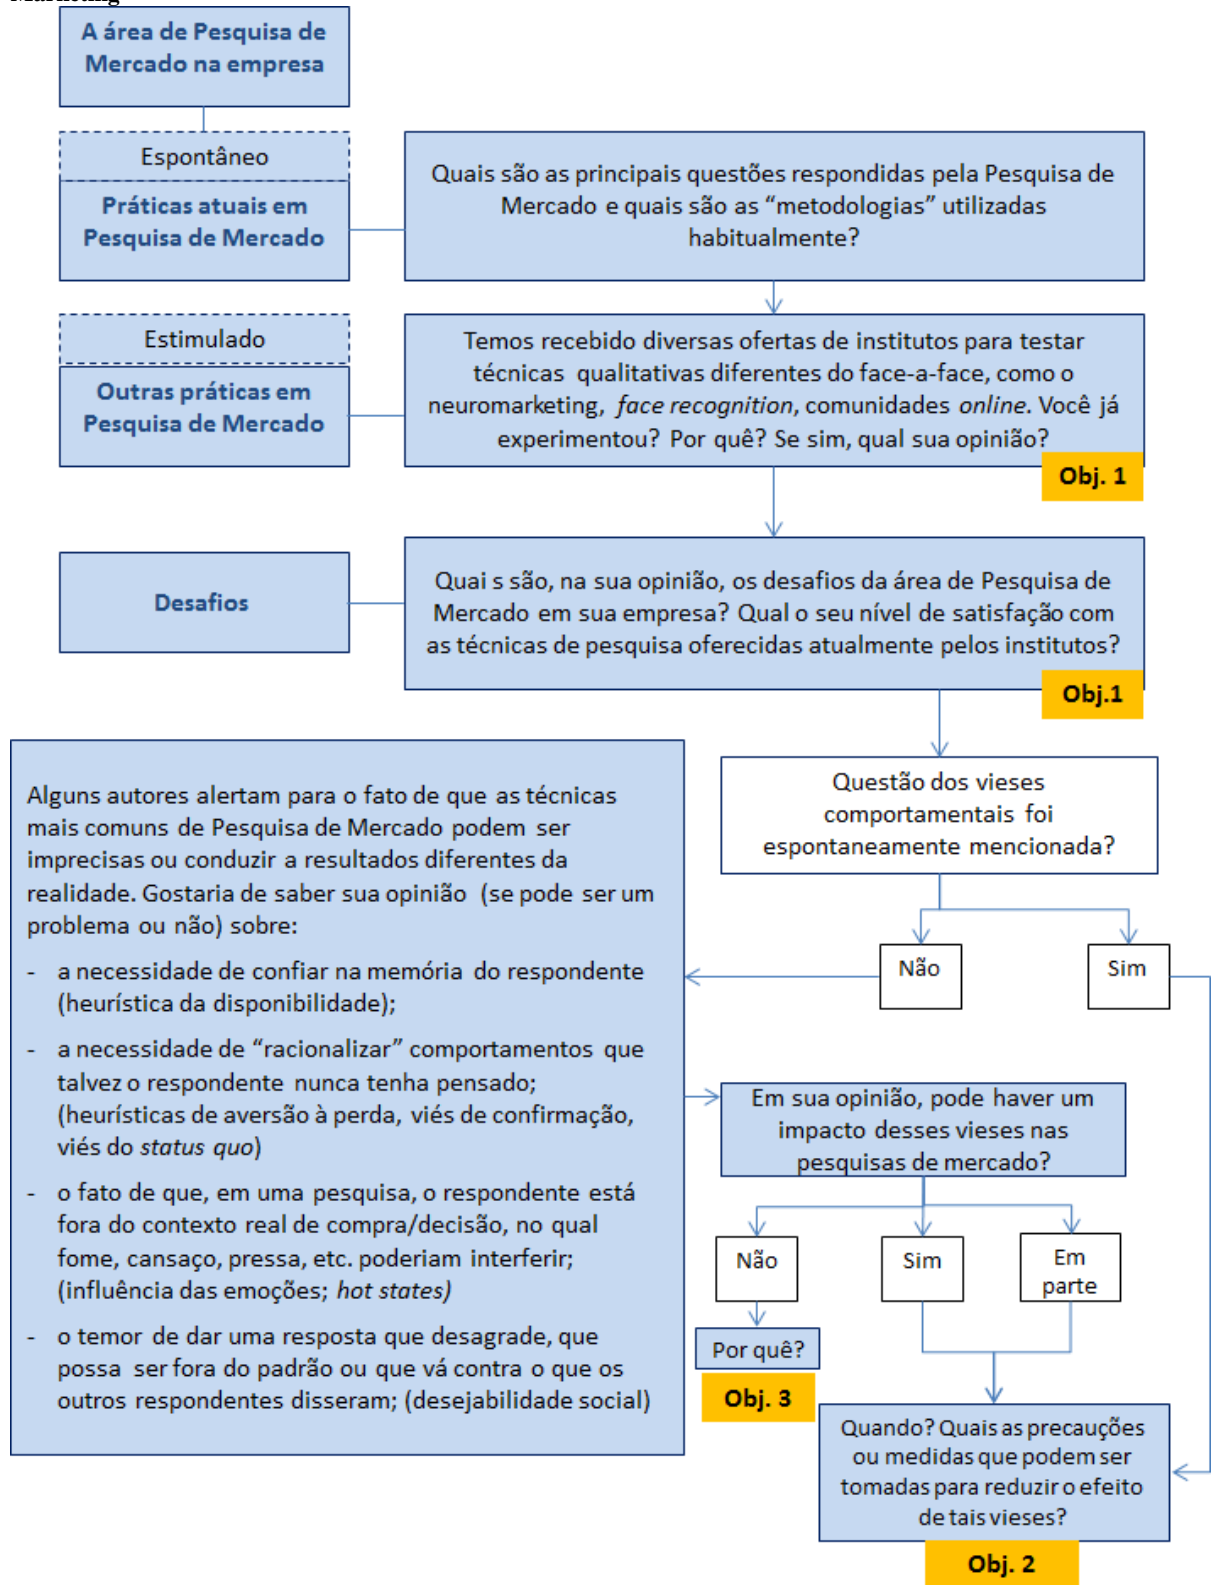 Marketing
A área de Pesquisa de
Mercado na empresa
Espontâneo
Práticas atuais em
Pesquisa de Mercado
Quais são as principais questões respondidas pela Pesquisa de
Mercado e quais são as “metodologias” utilizadas
habitualmente?
Estimulado
Outras práticas em
Pesquisa de Mercado
Temos recebido diversas ofertas de institutos para testar
técnicas qualitativas diferentes do face-a-face, como o
neuromarketing, face recognition, comunidades online. Você já
experimentou? Por quê? Se sim, qual sua opinião?
Obj. 1
Desafios
Quai s são, na sua opinião, os desafios da área de Pesquisa de
Mercado em sua empresa? Qual o seu nível de satisfação com
as técnicas de pesquisa oferecidas atualmente pelos institutos?
Obj.1
Questão dos vieses
comportamentais foi
espontaneamente mencionada?
Não
Sim
Alguns autores alertam para o fato de que as técnicas
mais comuns de Pesquisa de Mercado podem ser
imprecisas ou conduzir a resultados diferentes da
realidade. Gostaria de saber sua opinião (se pode ser um
problema ou não) sobre:
- a necessidade de confiar na memória do respondente
(heurística da disponibilidade);
- a necessidade de “racionalizar” comportamentos que
talvez o respondente nunca tenha pensado;
(heurísticas de aversão à perda, viés de confirmação,
viés do status quo)
- o fato de que, em uma pesquisa, o respondente está
fora do contexto real de compra/decisão, no qual
fome, cansaço, pressa, etc. poderiam interferir;
(influência das emoções; hot states)
- o temor de dar uma resposta que desagrade, que
possa ser fora do padrão ou que vá contra o que os
outros respondentes disseram; (desejabilidade social)
Em sua opinião, pode haver um
impacto desses vieses nas
pesquisas de mercado?
Não
Sim
Em
parte
Por quê?
Obj. 3
Quando? Quais as precauções
ou medidas que podem ser
tomadas para reduzir o efeito
de tais vieses?
Obj. 2